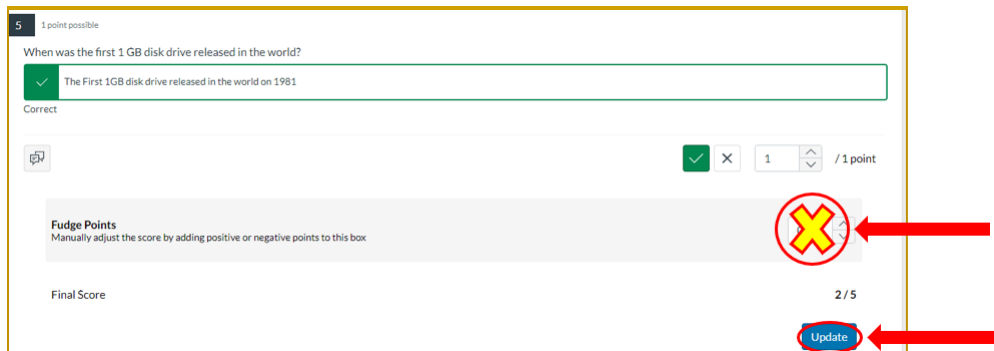 5 1 point possible
When was the first 1 GB disk drive released in the world?
The First 1GB disk drive released in the world on 1981
Correct
1 / 1 point
Fudge Points
Manually adjust the score by adding positive or negative points to this box
Final Score 2 / 5
Update